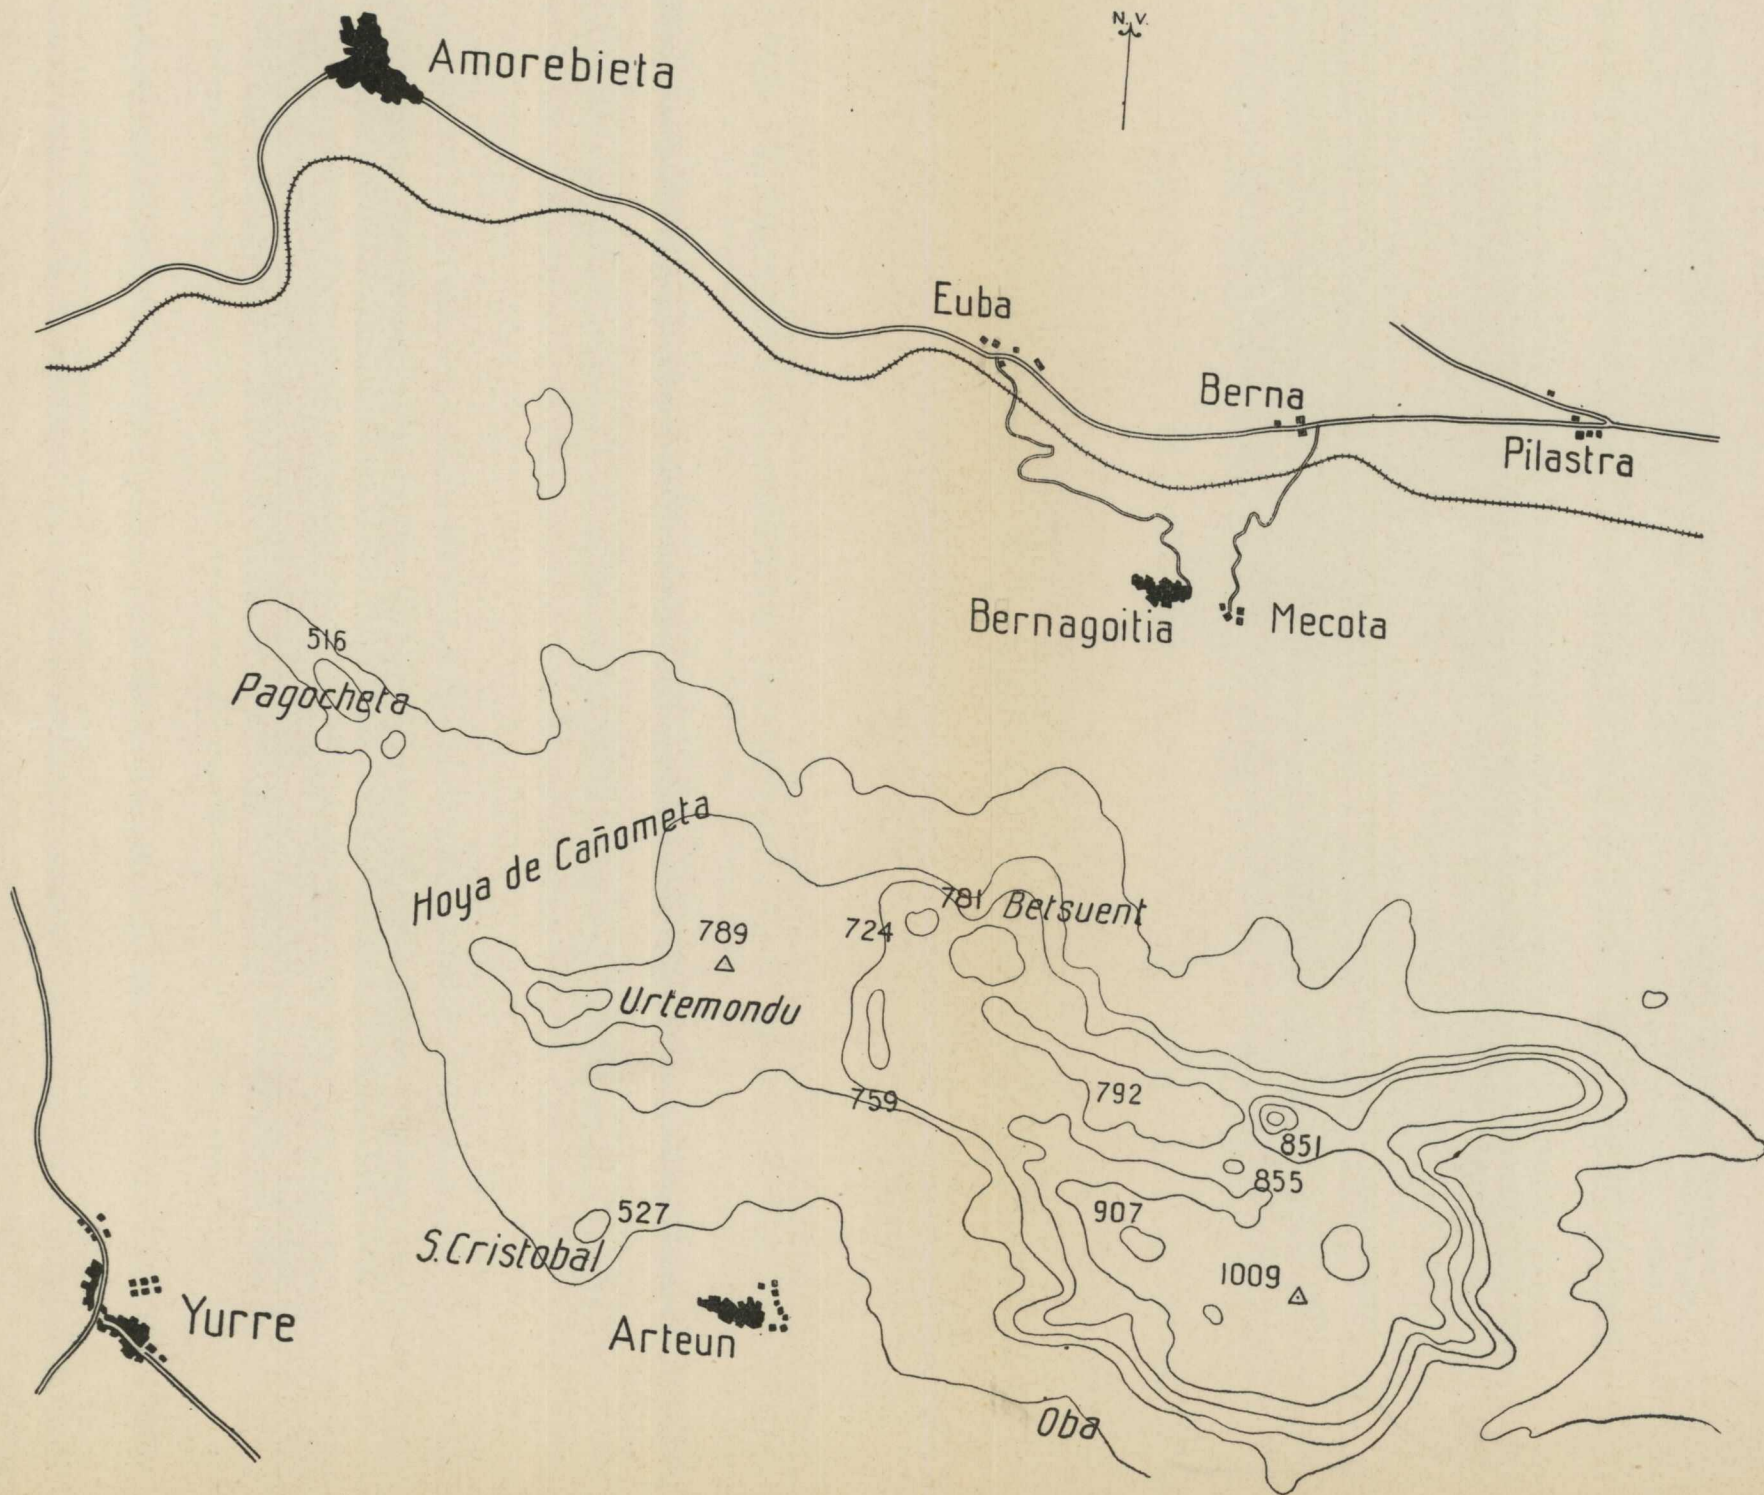 N. V.
Amorebieta
Euba
Berna
Pilastra
Bernagoitia
Mecota
516
Pagocheta
Hoya de Cañometa
789
724
781
Betsuent
Urtemondu
759
792
851
855
527
907
S. Cristobal
1009
Yurre
Arteun
Oba